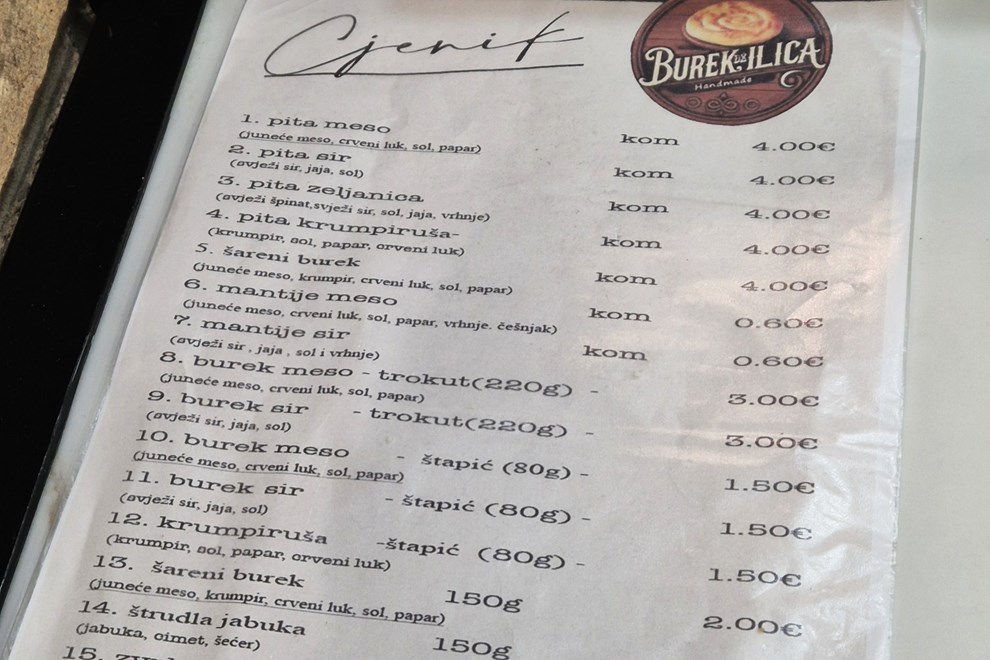 Cjenik
BUREK DŽ ILICA
Handmade
1. pita meso kom 4.00€
(juneće meso, crveni luk, sol, papar)
2. pita sir kom 4.00€
(svježi sir, jaja, sol)
3. pita zeljanica kom 4.00€
(svježi špinat,svježi sir, sol, jaja, vrhnje)
4. pita krumpiruša- kom 4.00€
(krumpir, sol, papar, crveni luk)
5. šareni burek kom 4.00€
(juneće meso, krumpir, crveni luk, sol, papar)
6. mantije meso kom 0.60€
(juneće meso, crveni luk, sol, papar, vrhnje. češnjak)
7. mantije sir kom 0.60€
(svježi sir , jaja , sol i vrhnje)
8. burek meso - trokut(220g) - 3.00€
(juneće meso, crveni luk, sol, papar)
9. burek sir - trokut(220g) - 3.00€
(svježi sir, jaja, sol)
10. burek meso - štapić (80g) - 1.50€
(juneće meso, crveni luk, sol, papar)
11. burek sir - štapić (80g) - 1.50€
(svježi sir, jaja, sol)
12. krumpiruša -štapić (80g) - 1.50€
(krumpir, sol, papar, crveni luk)
13. šareni burek 150g 2.00€
(juneće meso, krumpir, crveni luk, sol, papar)
14. štrudla jabuka 150g
(jabuka, cimet, šećer)
15.